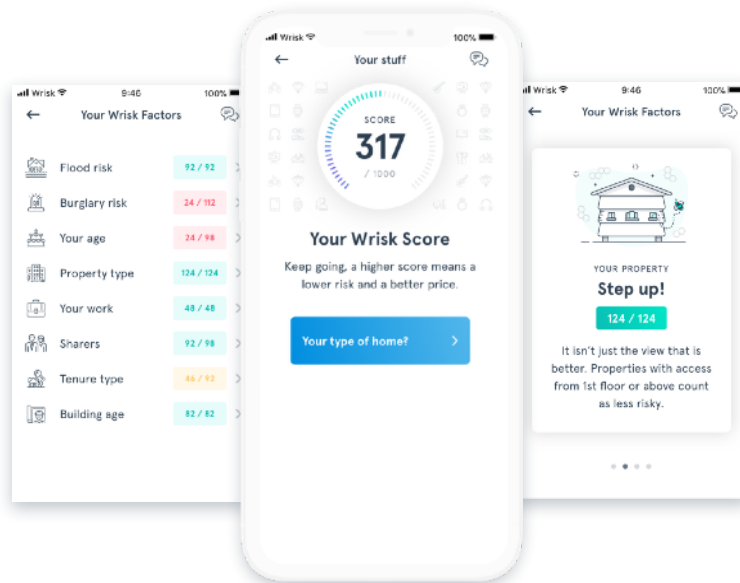 Wrisk 9:46 100%
Your Wrisk Factors
Flood risk 92 / 92
Burglary risk 24 / 112
Your age 24 / 98
Property type 124 / 124
Your work 48 / 48
Sharers 92 / 98
Tenure type 46 / 92
Building age 82 / 82
Wrisk 100%
Your stuff
SCORE
317
/ 1000
Your Wrisk Score
Keep going, a higher score means a
lower risk and a better price.
Your type of home?
Wrisk 9:46 100%
Your Wrisk Factors
YOUR PROPERTY
Step up!
124 / 124
It isn't just the view that is
better. Properties with access
from 1st floor or above count
as less risky.